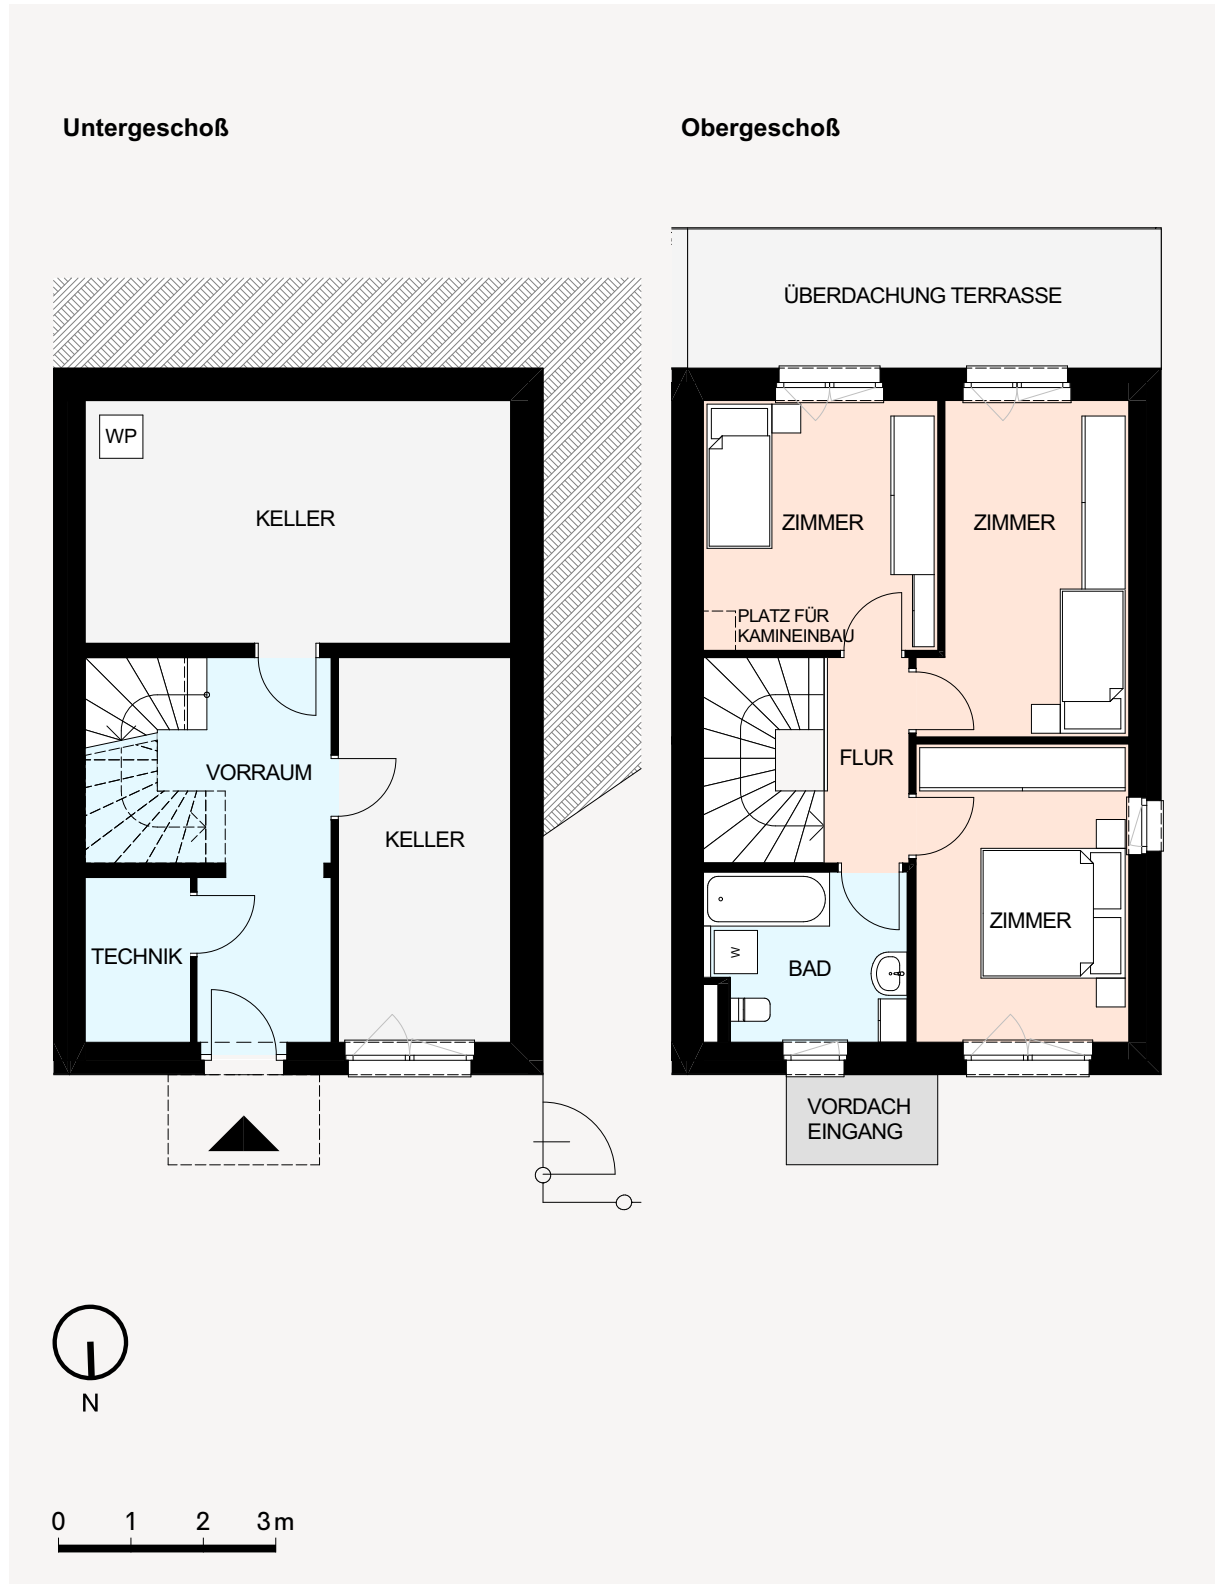 Untergeschoß
Obergeschoß
ÜBERDACHUNG TERRASSE
WP
KELLER
ZIMMER
ZIMMER
PLATZ FÜR
KAMINEINBAU
VORRAUM
FLUR
KELLER
TECHNIK
ZIMMER
W
BAD
VORDACH
EINGANG
N
0 1 2 3 m